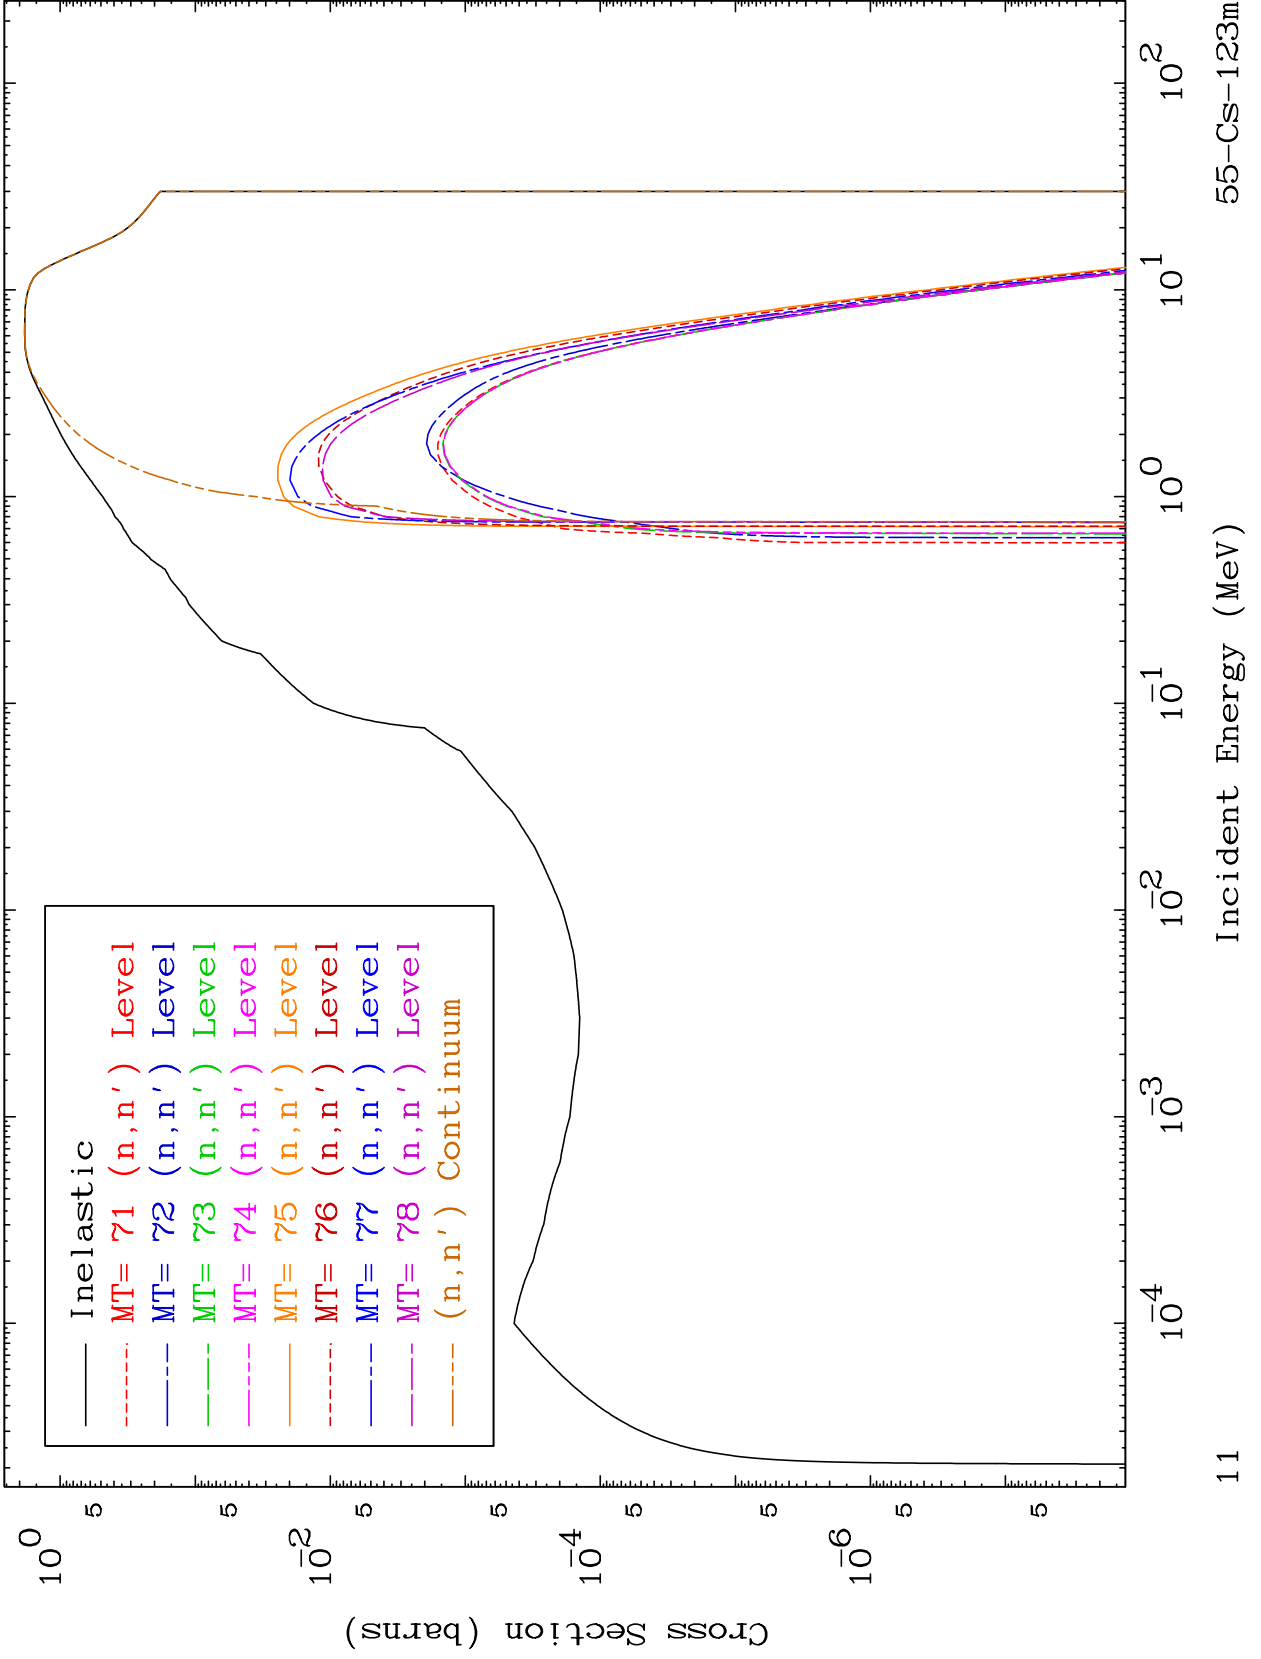 Inelastic
MT= 71 (n,n') Level
MT= 72 (n,n') Level
MT= 73 (n,n') Level
MT= 74 (n,n') Level
MT= 75 (n,n') Level
MT= 76 (n,n') Level
MT= 77 (n,n') Level
MT= 78 (n,n') Level
(n,n') Continuum
Cross Section (barns)
10^0
5
5
10^-2
5
5
10^-4
5
5
10^-6
5
5
10^-4
10^-3
10^-2
10^-1
10^0
10^1
10^2
Incident Energy (MeV)
11
55-Cs-123m